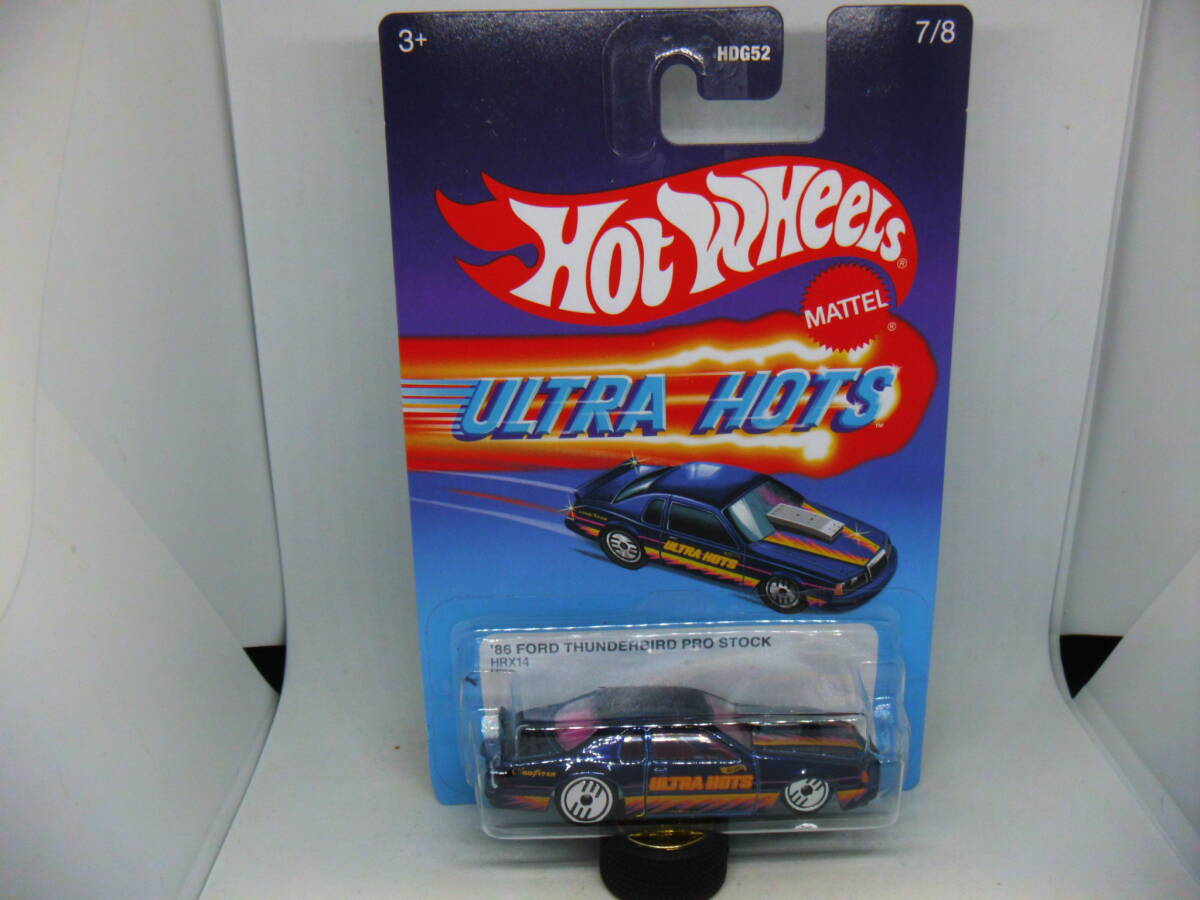 3+
HDG52
7/8
HOT WHEELS®
MATTEL®
ULTRA HOTS™
ULTRA HOTS
'86 FORD THUNDERBIRD PRO STOCK
HRX14
GOODYEAR
ULTRA HOTS